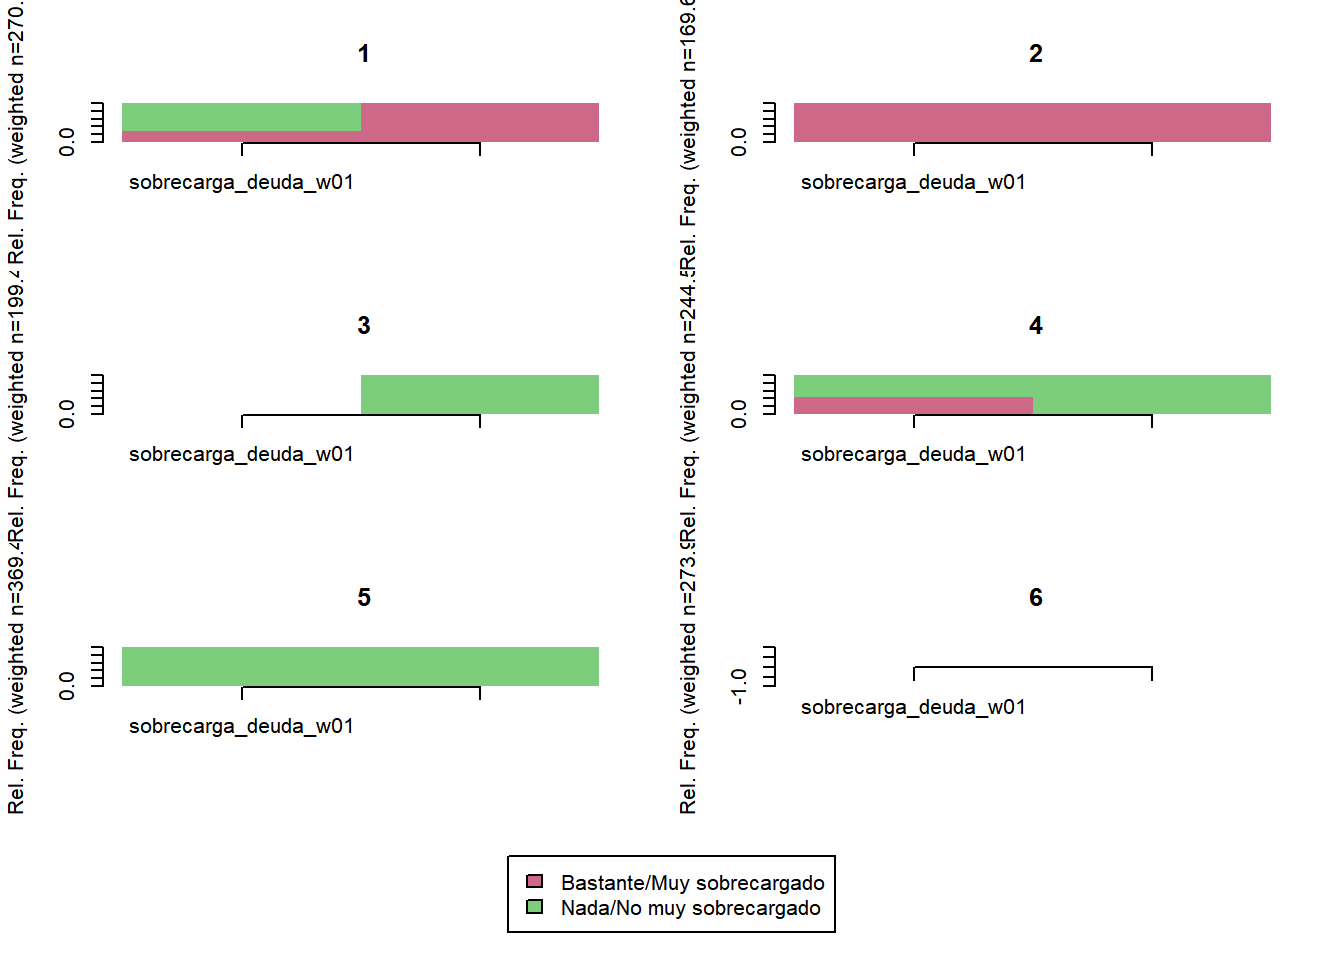 1
Rel. Freq. (weighted n=270.
0.0
sobrecarga_deuda_w01
2
Rel. Freq. (weighted n=169.6
0.0
sobrecarga_deuda_w01
3
Rel. Freq. (weighted n=199.4
0.0
sobrecarga_deuda_w01
4
Rel. Freq. (weighted n=244.5
0.0
sobrecarga_deuda_w01
5
Rel. Freq. (weighted n=369.4
0.0
sobrecarga_deuda_w01
6
Rel. Freq. (weighted n=273.9
-1.0
sobrecarga_deuda_w01
Bastante/Muy sobrecargado
Nada/No muy sobrecargado